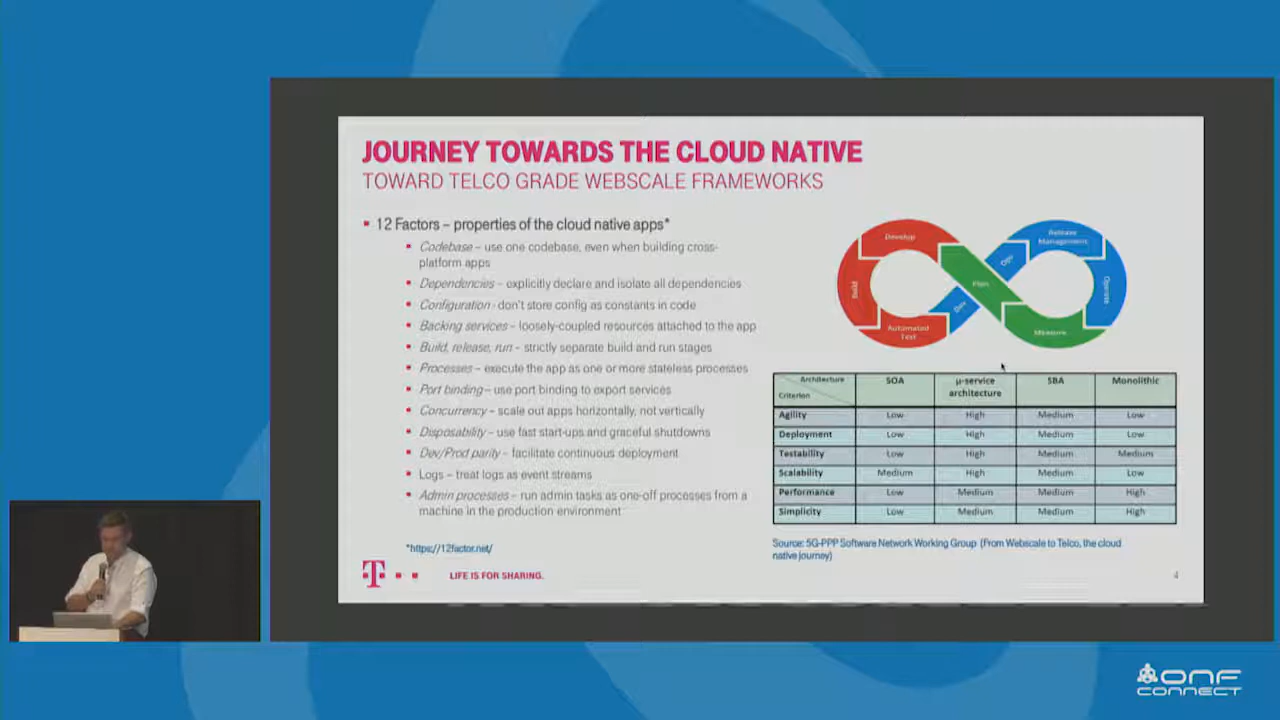 JOURNEY TOWARDS THE CLOUD NATIVE
TOWARD TELCO GRADE WEBSCALE FRAMEWORKS
12 Factors – properties of the cloud native apps*
Codebase – use one codebase, even when building cross-
platform apps
Dependencies – explicitly declare and isolate all dependencies
Configuration - don't store config as constants in code
Backing services – loosely-coupled resources attached to the app
Build, release, run – strictly separate build and run stages
Processes – execute the app as one or more stateless processes
Port binding – use port binding to export services
Concurrency – scale out apps horizontally, not vertically
Disposability – use fast start-ups and graceful shutdowns
Dev/Prod parity – facilitate continuous deployment
Logs – treat logs as event streams
Admin processes – run admin tasks as one-off processes from a
machine in the production environment
*https://12factor.net/
T
LIFE IS FOR SHARING.
Develop
Build
Automated
Test
Plan
Dev
Ops
Release
Management
Operate
Measure
Architecture
Criterion
SOA
µ-service
architecture
SBA
Monolithic
Agility Low High Medium Low
Deployment Low High Medium Low
Testability Low High Medium Medium
Scalability Medium High Medium Low
Performance Low Medium Medium High
Simplicity Low Medium Medium High
Source: 5G-PPP Software Network Working Group (From Webscale to Telco, the cloud
native journey)
4
ONF
CONNECT